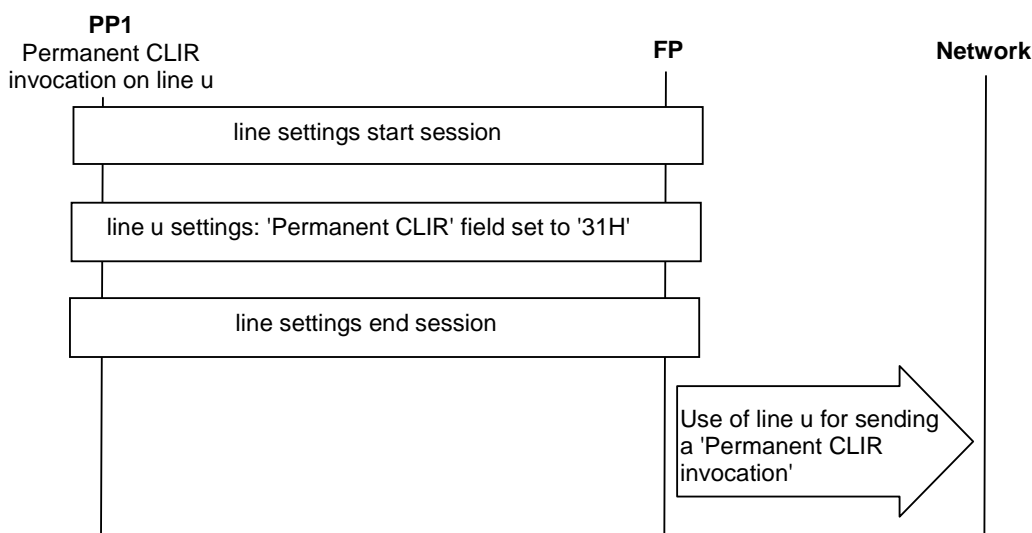 PP1
Permanent CLIR
invocation on line u
FP
Network
line settings start session
line u settings: 'Permanent CLIR' field set to '31H'
line settings end session
Use of line u for sending
a 'Permanent CLIR
invocation'